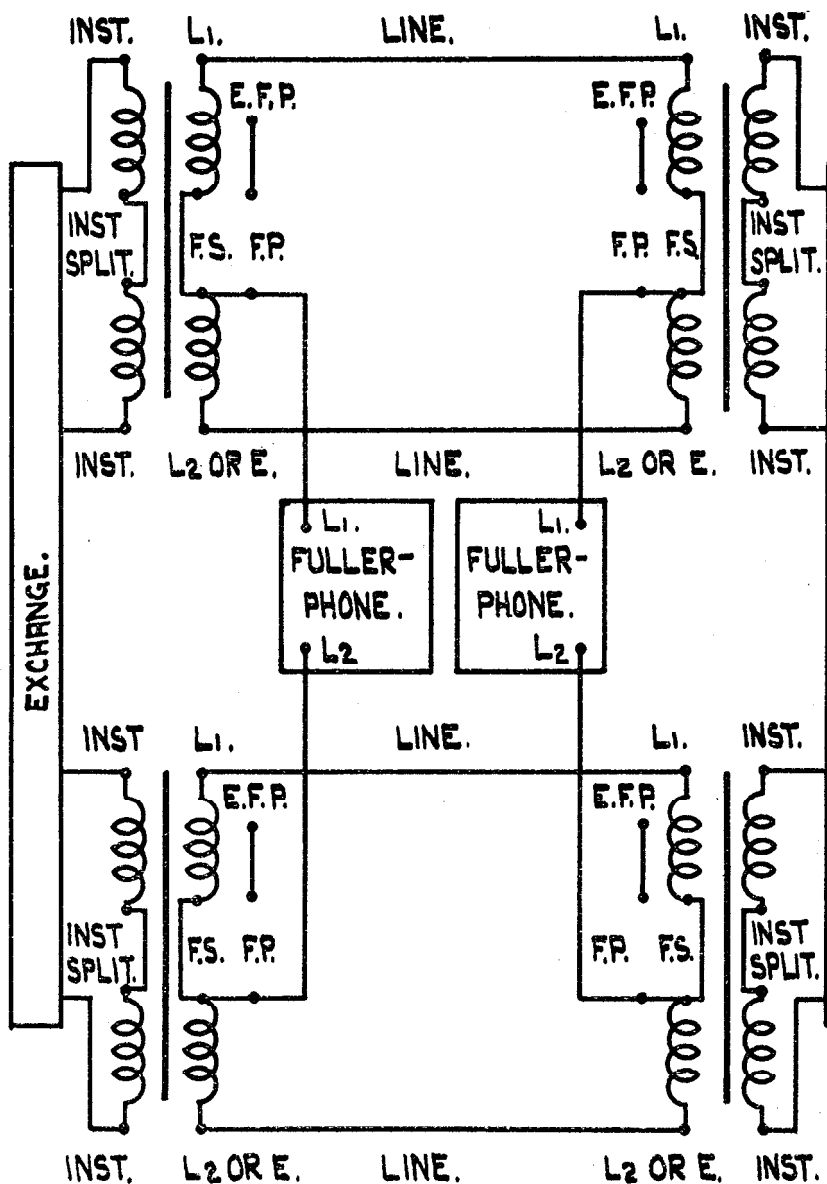 INST. L1. LINE. L1. INST.
E.F.P. E.F.P.
INST
SPLIT.
F.S. F.P. F.P. F.S.
INST
SPLIT.
INST. L2 OR E. LINE. L2 OR E. INST.
EXCHANGE.
L1.
FULLER-
PHONE.
L2
L1.
FULLER-
PHONE.
L2
INST L1. LINE. L1. INST.
E.F.P. E.F.P.
INST
SPLIT.
F.S. F.P. F.P. F.S.
INST
SPLIT.
INST. L2 OR E. LINE. L2 OR E. INST.